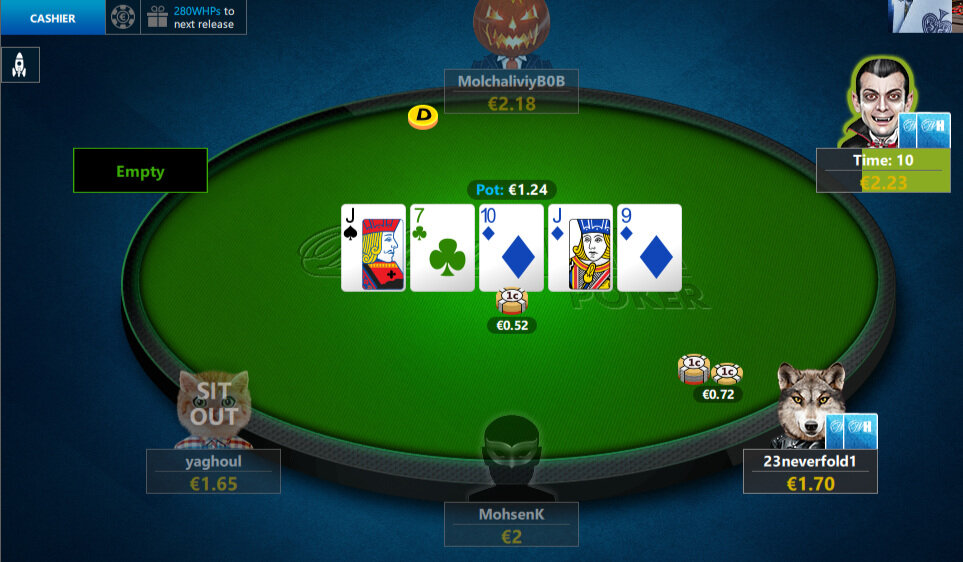 CASHIER
280WHPs to
next release
MolchaliviyB0B
€2.18
D
Time: 10
€2.23
Empty
Pot: €1.24
J
7
10
J
9
POKER
1c
€0.52
1c
1c
€0.72
SIT
OUT
yaghoul
€1.65
23neverfold1
€1.70
MohsenK
€2